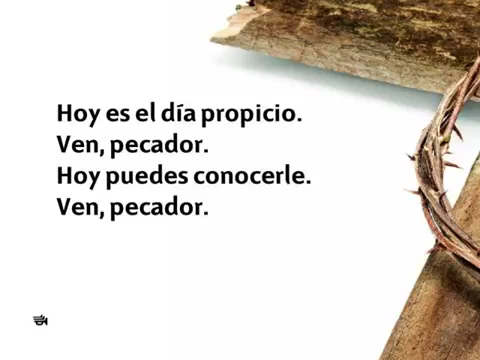 Hoy es el día propicio.
Ven, pecador.
Hoy puedes conocerle.
Ven, pecador.